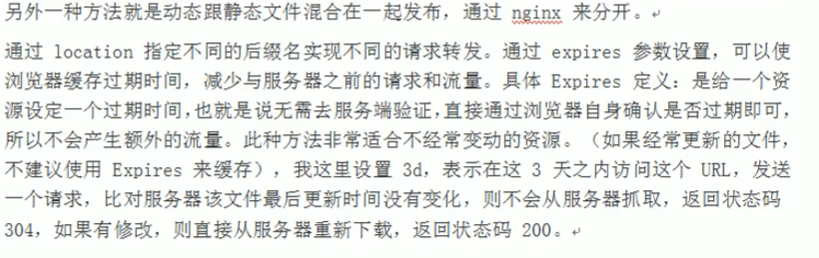 另外一种方法就是动态跟静态文件混合在一起发布，通过 nginx 来分开。
通过 location 指定不同的后缀名实现不同的请求转发。通过 expires 参数设置，可以使
浏览器缓存过期时间，减少与服务器之前的请求和流量。具体 Expires 定义：是给一个资
源设定一个过期时间，也就是说无需去服务端验证，直接通过浏览器自身确认是否过期即可，
所以不会产生额外的流量。此种方法非常适合不经常变动的资源。（如果经常更新的文件，
不建议使用 Expires 来缓存），我这里设置 3d，表示在这 3 天之内访问这个 URL，发送
一个请求，比对服务器该文件最后更新时间没有变化，则不会从服务器抓取，返回状态码
304，如果有修改，则直接从服务器重新下载，返回状态码 200。